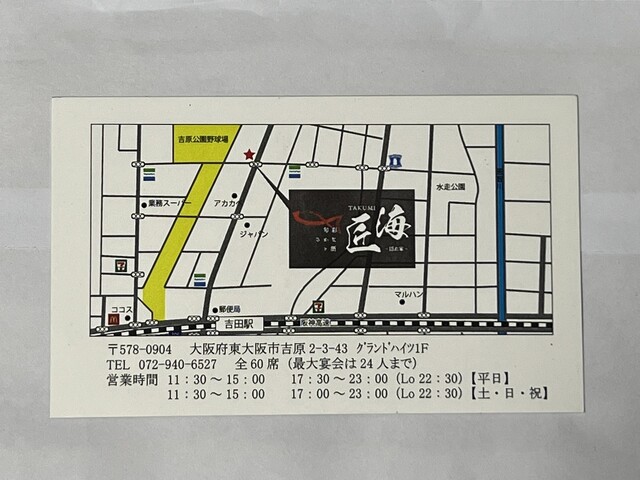 吉原公園野球場
水走公園
業務スーパー
アカカベ
ジャパン
TAKUMI
匠海
郵便局
ココス
吉田駅
阪神高速
マルハン
〒578-0904 大阪府東大阪市吉原2-3-43 グランドハイツ1F
TEL 072-940-6527 全60席 (最大宴会は24人まで)
営業時間 11:30～15:00 17:30～23:00 (Lo 22:30)【平日】
11:30～15:00 17:00～23:00 (Lo 22:30)【土・日・祝】